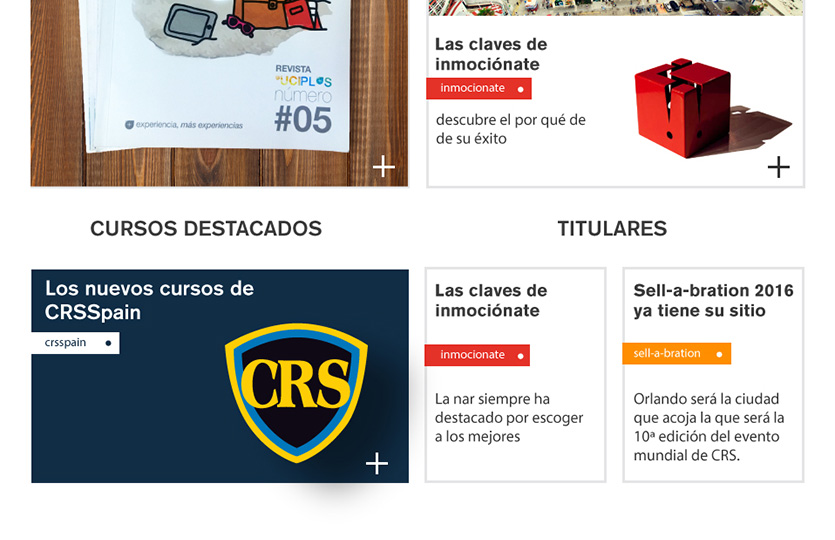 REVISTA
UCIPLUS
número
#05
experiencia, más experiencias
Las claves de
inmociónate
inmocionate
descubre el por qué de
de su éxito
CURSOS DESTACADOS
Los nuevos cursos de
CRSSpain
crsspain
CRS
TITULARES
Las claves de
inmociónate
inmocionate
La nar siempre ha
destacado por escoger
a los mejores
Sell-a-bration 2016
ya tiene su sitio
sell-a-bration
Orlando será la ciudad
que acoja la que será la
10ª edición del evento
mundial de CRS.